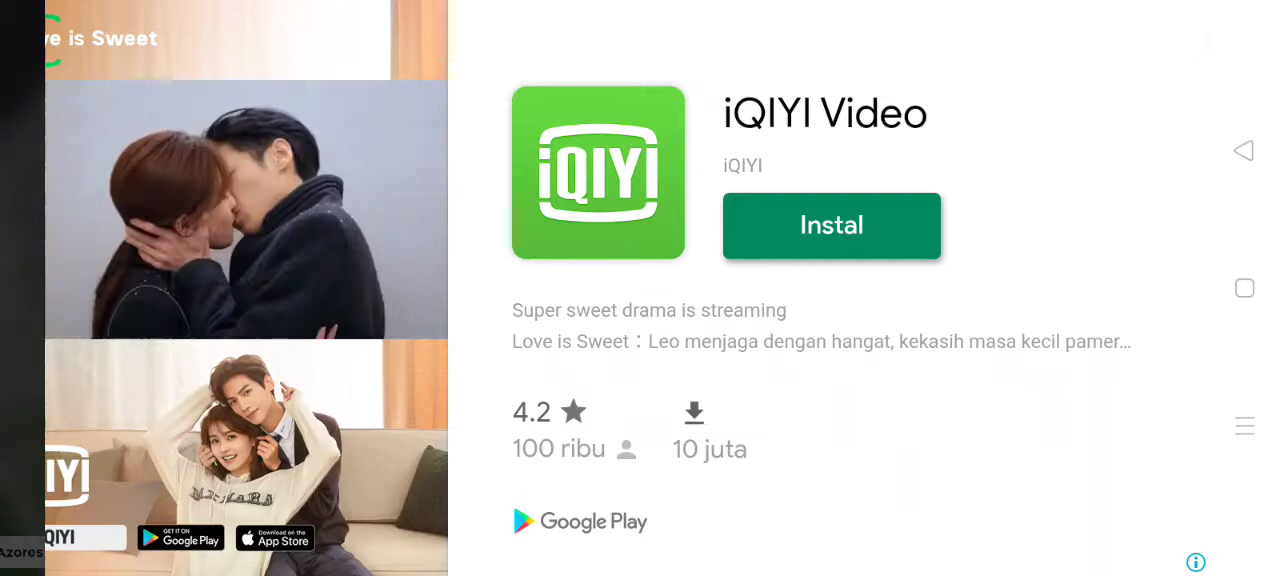 ve is Sweet
iQIYI
iQIYI Video
iQIYI
Instal
Super sweet drama is streaming
Love is Sweet：Leo menjaga dengan hangat, kekasih masa kecil pamer...
4.2
100 ribu
10 juta
Google Play
IYI
QIYI
GET IT ON
Google Play
Download on the
App Store
Azores